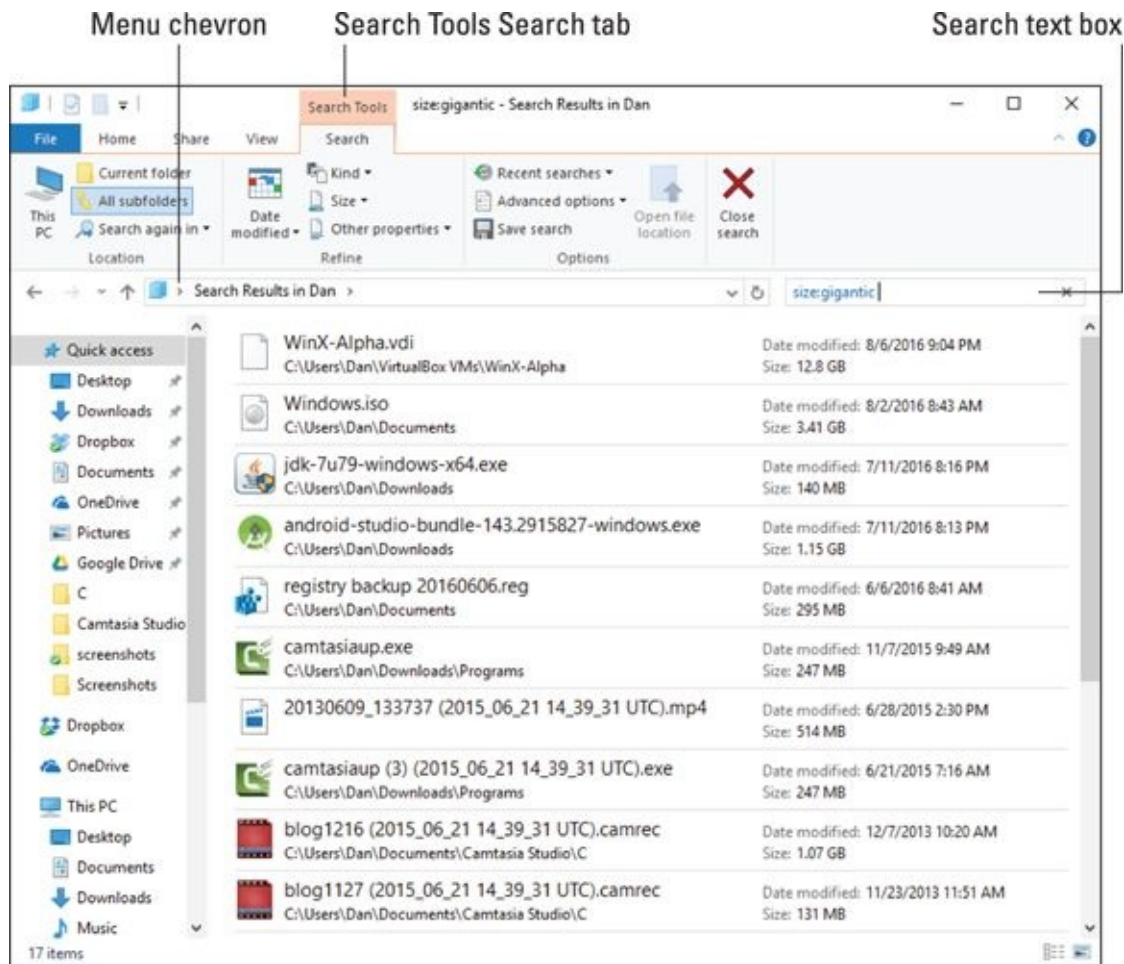 Menu chevron
Search Tools Search tab
Search text box
Search Tools
size:gigantic - Search Results in Dan
File
Home
Share
View
Search
This PC
Current folder
All subfolders
Search again in
Location
Date modified
Kind
Size
Other properties
Refine
Recent searches
Advanced options
Save search
Options
Open file location
Close search
Search Results in Dan
size:gigantic
Quick access
Desktop
Downloads
Dropbox
Documents
OneDrive
Pictures
Google Drive
C
Camtasia Studio
screenshots
Screenshots
Dropbox
OneDrive
This PC
Desktop
Documents
Downloads
Music
WinX-Alpha.vdi
C:\Users\Dan\VirtualBox VMs\WinX-Alpha
Date modified: 8/6/2016 9:04 PM
Size: 12.8 GB
Windows.iso
C:\Users\Dan\Documents
Date modified: 8/2/2016 8:43 AM
Size: 3.41 GB
jdk-7u79-windows-x64.exe
C:\Users\Dan\Downloads
Date modified: 7/11/2016 8:16 PM
Size: 140 MB
android-studio-bundle-143.2915827-windows.exe
C:\Users\Dan\Downloads
Date modified: 7/11/2016 8:13 PM
Size: 1.15 GB
registry backup 20160606.reg
C:\Users\Dan\Documents
Date modified: 6/6/2016 8:41 AM
Size: 295 MB
camtasiaup.exe
C:\Users\Dan\Downloads\Programs
Date modified: 11/7/2015 9:49 AM
Size: 247 MB
20130609_133737 (2015_06_21 14_39_31 UTC).mp4
Date modified: 6/28/2015 2:30 PM
Size: 514 MB
camtasiaup (3) (2015_06_21 14_39_31 UTC).exe
C:\Users\Dan\Downloads\Programs
Date modified: 6/21/2015 7:16 AM
Size: 247 MB
blog1216 (2015_06_21 14_39_31 UTC).camrec
C:\Users\Dan\Documents\Camtasia Studio\C
Date modified: 12/7/2013 10:20 AM
Size: 1.07 GB
blog1127 (2015_06_21 14_39_31 UTC).camrec
C:\Users\Dan\Documents\Camtasia Studio\C
Date modified: 11/23/2013 11:51 AM
Size: 131 MB
17 items